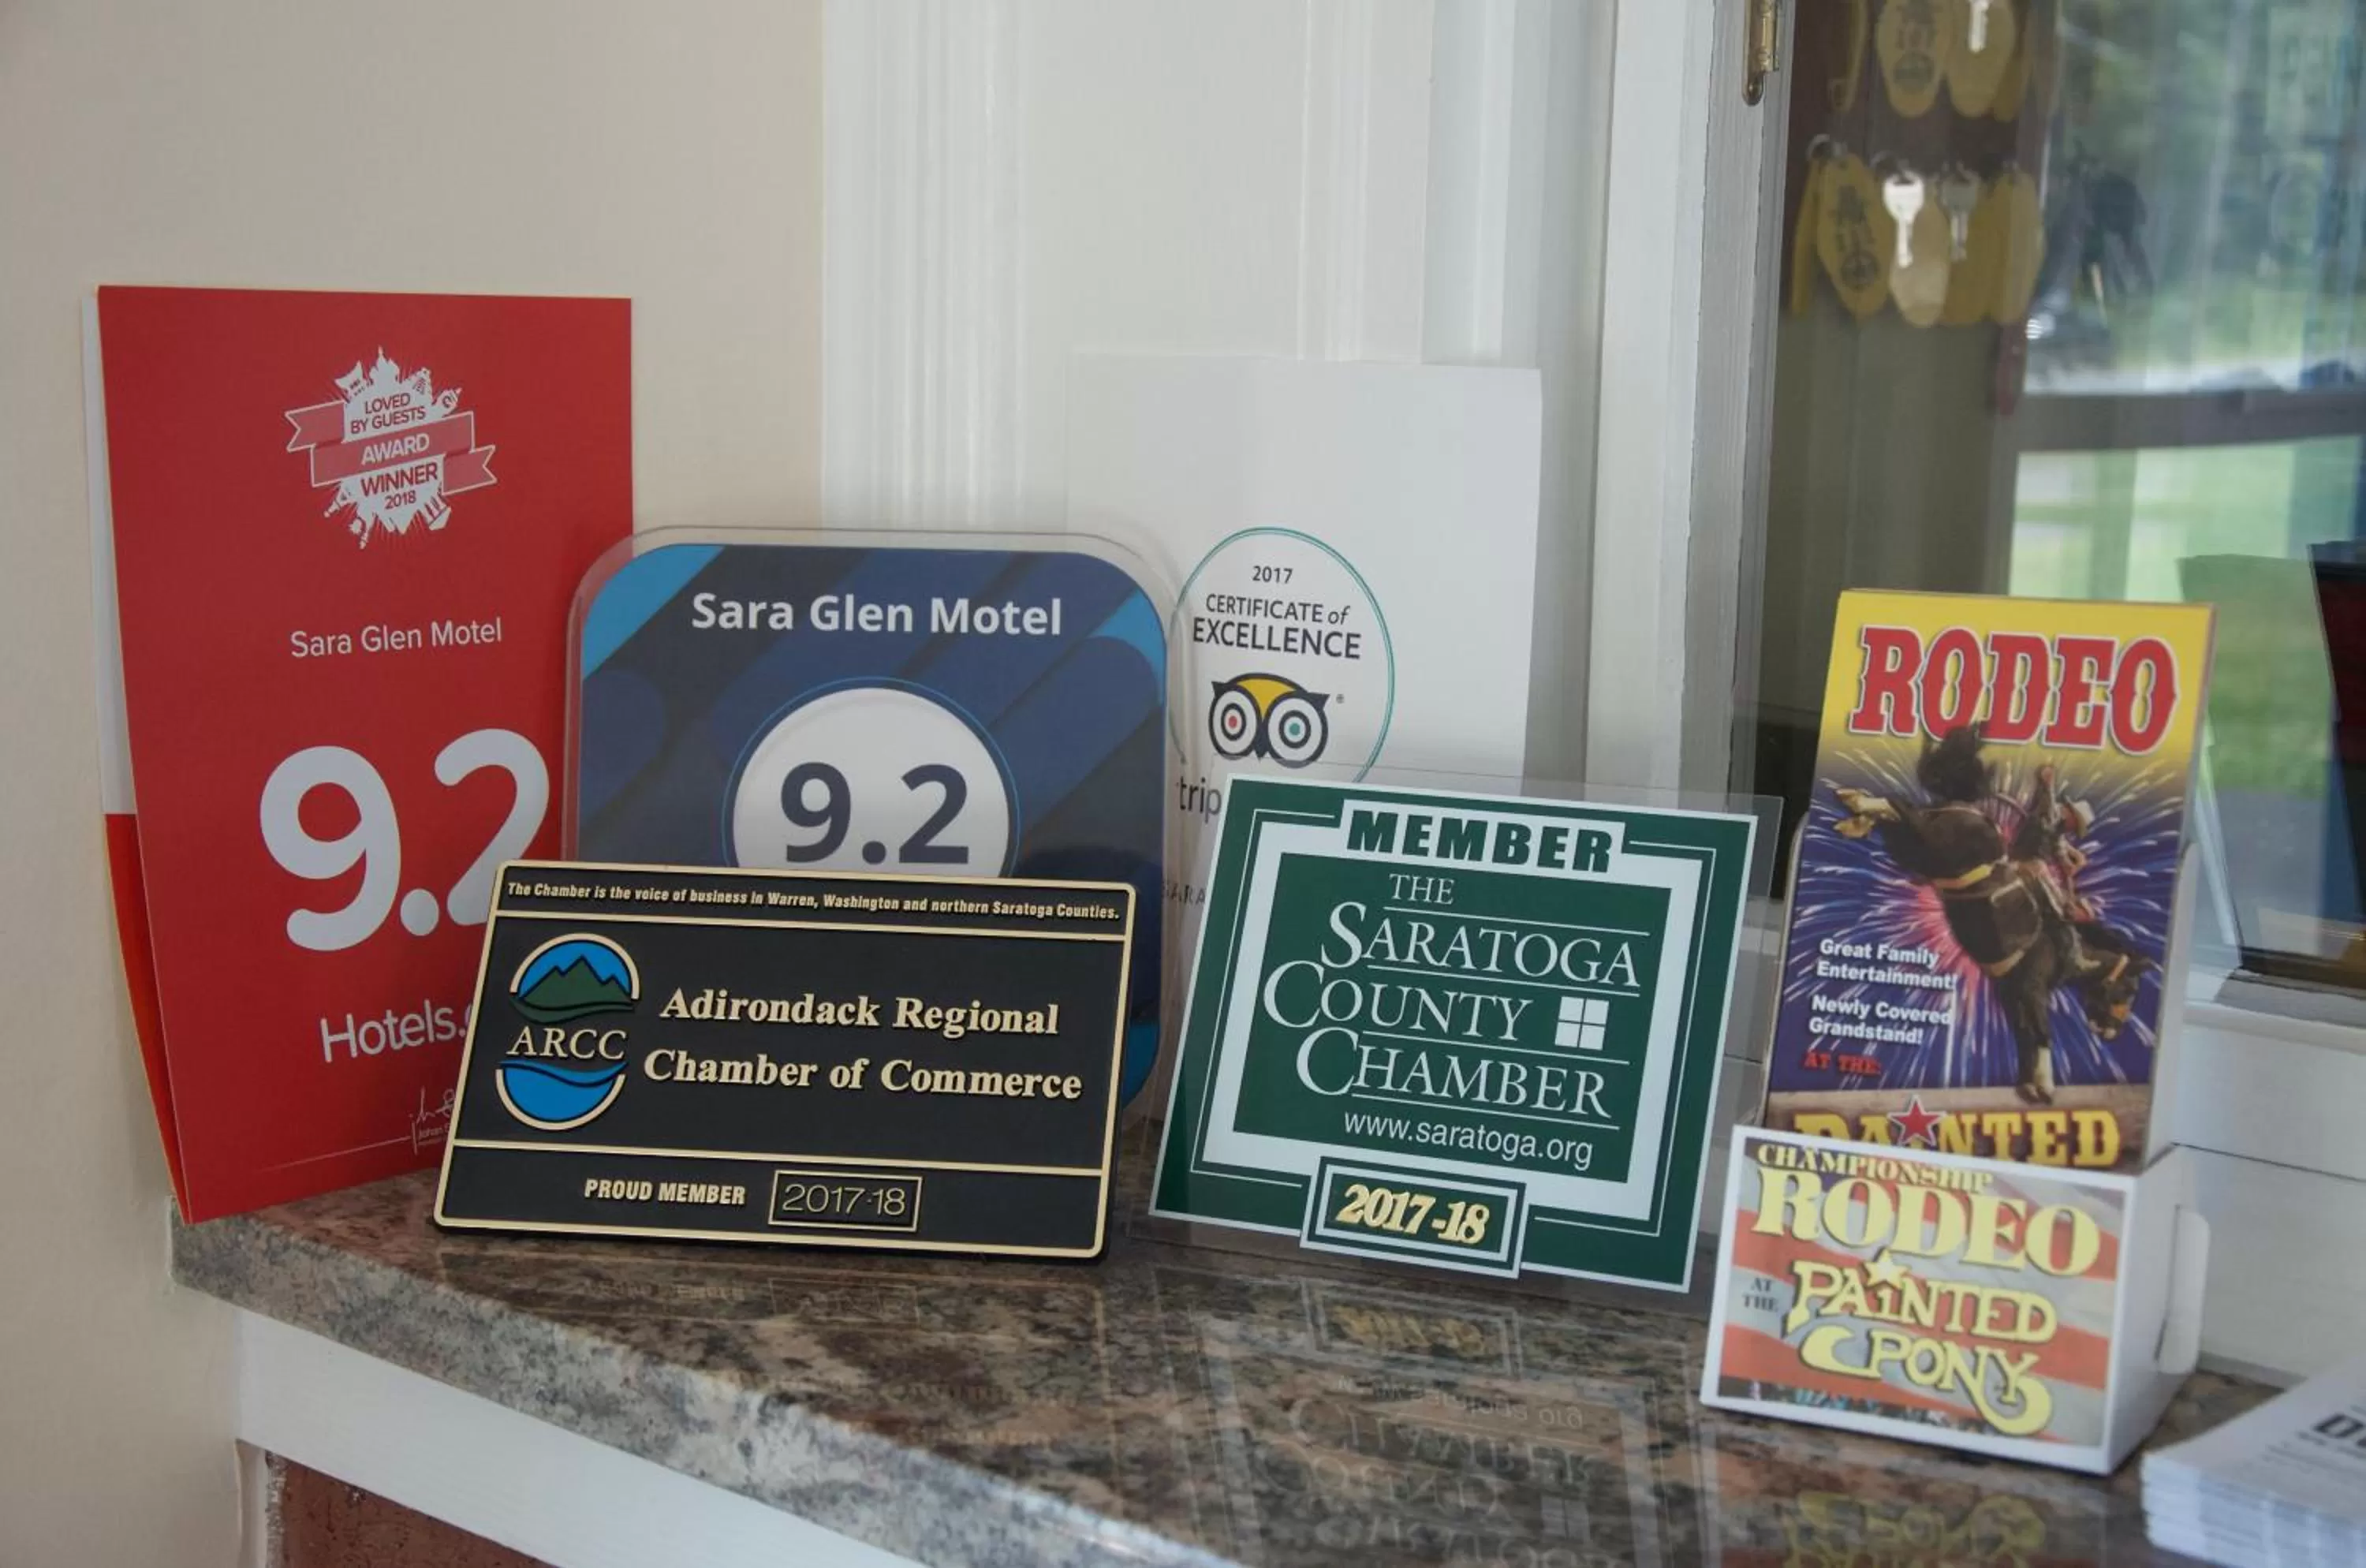 LOVED
BY GUESTS
AWARD
WINNER
2018
Sara Glen Motel
9.2
Hotels.
Sara Glen Motel
9.2
2017
CERTIFICATE of
EXCELLENCE
®
trip
The Chamber is the voice of business in Warren, Washington and northern Saratoga Counties.
ARCC
Adirondack Regional
Chamber of Commerce
PROUD MEMBER
2017-18
MEMBER
THE
SARATOGA
COUNTY
CHAMBER
www.saratoga.org
2017-18
RODEO
Great Family
Entertainment!
Newly Covered
Grandstand!
AT THE:
PAINTED
CHAMPIONSHIP
RODEO
AT
THE
PAINTED
PONY